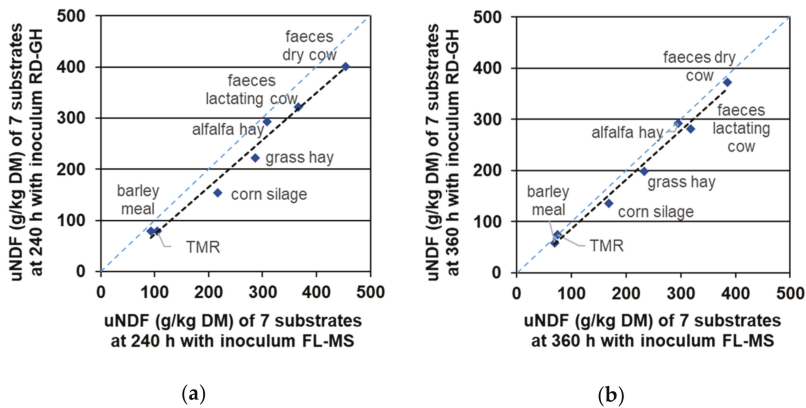 uNDF (g/kg DM) of 7 substrates
at 240 h with inoculum RD-GH
500
400
300
200
100
0
faeces
dry cow
faeces
lactating cow
alfalfa hay
grass hay
corn silage
barley
meal
TMR
0 100 200 300 400 500
uNDF (g/kg DM) of 7 substrates
at 240 h with inoculum FL-MS
(a)
uNDF (g/kg DM) of 7 substrates
at 360 h with inoculum RD-GH
500
400
300
200
100
0
faeces dry
cow
alfalfa hay
faeces
lactating
cow
grass hay
barley
meal
corn silage
TMR
0 100 200 300 400 500
uNDF (g/kg DM) of 7 substrates
at 360 h with inoculum FL-MS
(b)